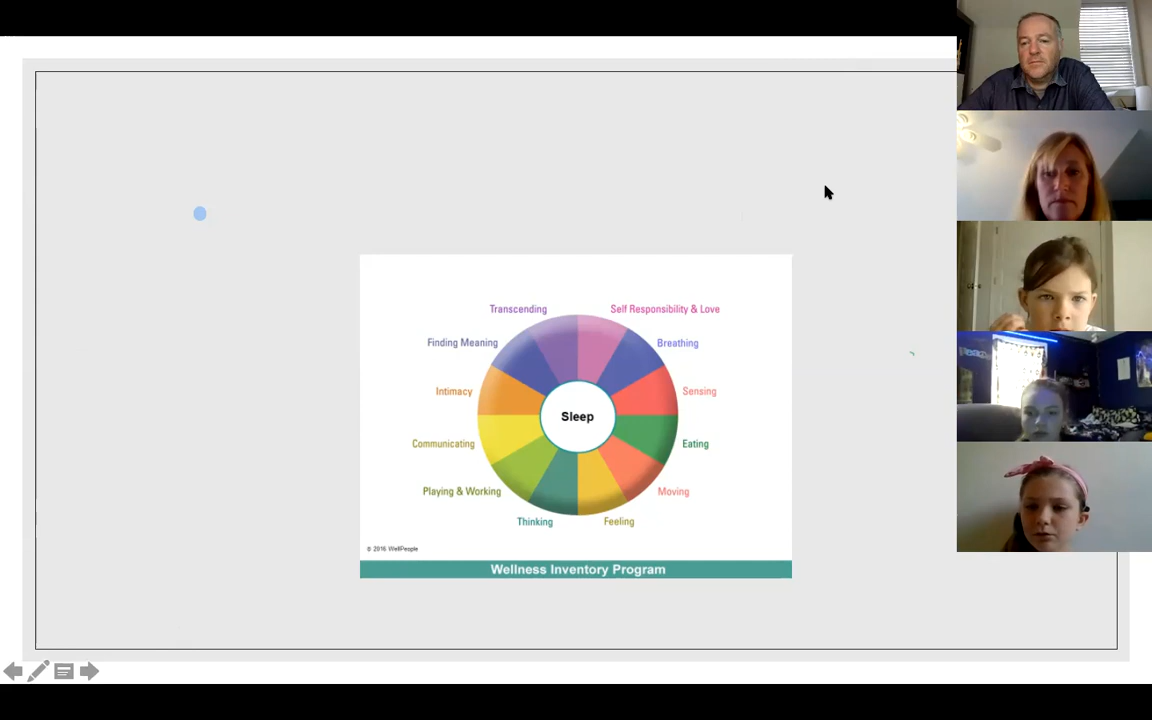 Transcending
Self Responsibility & Love
Finding Meaning
Breathing
Intimacy
Sensing
Sleep
Communicating
Eating
Playing & Working
Moving
Thinking
Feeling
© 2016 WellPeople
Wellness Inventory Program